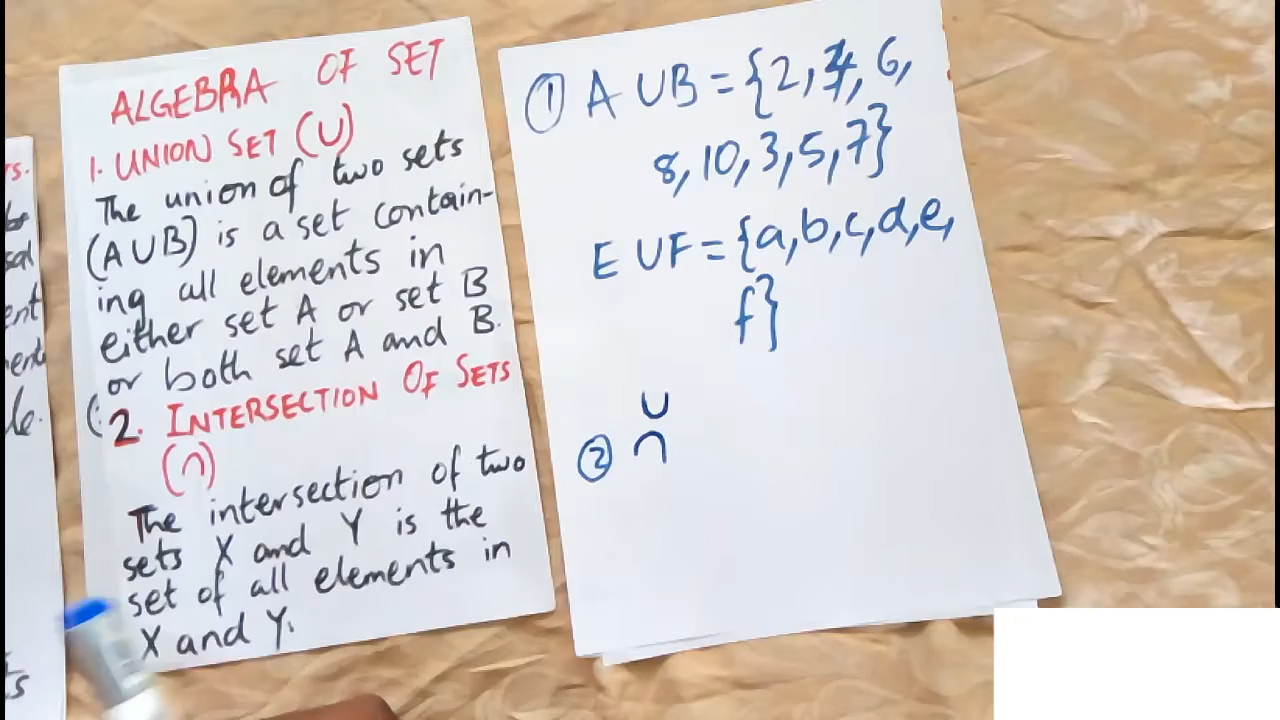 ALGEBRA OF SET
1. UNION SET (∪)
The union of two sets
(A∪B) is a set contain-
ing all elements in
either set A or set B
or both set A and B.
2. INTERSECTION OF SETS
(∩)
The intersection of two
sets X and Y is the
set of all elements in
X and Y.
① A ∪B = {2, 4, 6,
8, 10, 3, 5, 7}
E ∪F = {a, b, c, d, e,
f}
∪
② ∩